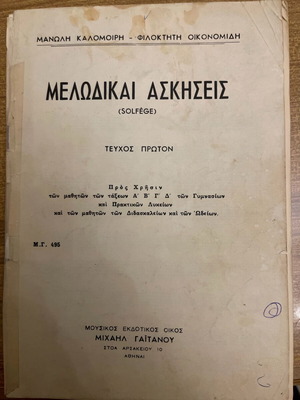 ΜΑΝΩΛΗ ΚΑΛΟΜΟΙΡΗ - ΦΙΛΟΚΤΗΤΗ ΟΙΚΟΝΟΜΙΔΗ
ΜΕΛΩΔΙΚΑΙ ΑΣΚΗΣΕΙΣ
(SOLFÈGE)
ΤΕΥΧΟΣ ΠΡΩΤΟΝ
Πρὸς Χρῆσιν
τῶν μαθητῶν τῶν τάξεων Α΄ Β΄ Γ΄ Δ΄ τῶν Γυμνασίων
καὶ Πρακτικῶν Λυκείων
καὶ τῶν μαθητῶν τῶν Διδασκαλείων καὶ τῶν Ὠδείων.
Μ.Γ. 495
ΜΟΥΣΙΚΟΣ ΕΚΔΟΤΙΚΟΣ ΟΙΚΟΣ
ΜΙΧΑΗΛ ΓΑΪΤΑΝΟΥ
ΣΤΟΑ ΑΡΣΑΚΕΙΟΥ 10
ΑΘΗΝΑΙ